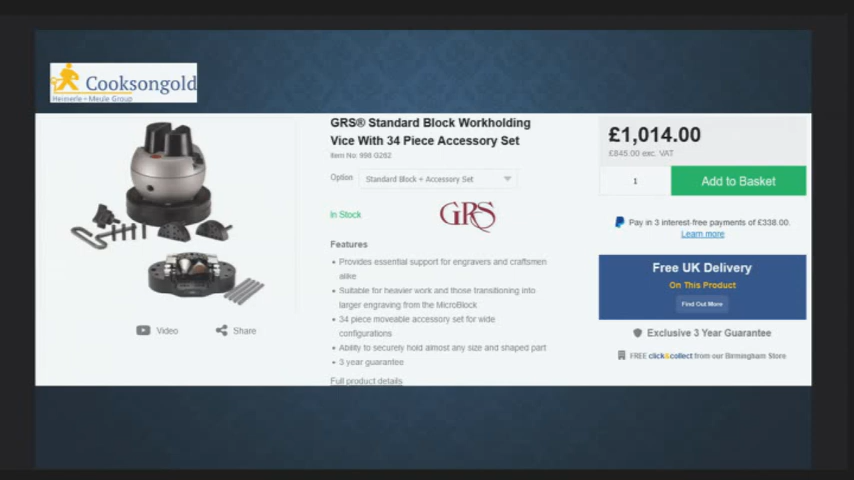 Cooksongold
Heimerle + Meule Group
GRS® Standard Block Workholding
Vice With 34 Piece Accessory Set
Item No: 998 G262
Option
Standard Block + Accessory Set
In Stock
GRS
Features
• Provides essential support for engravers and craftsmen
alike
• Suitable for heavier work and those transitioning into
larger engraving from the MicroBlock
• 34 piece moveable accessory set for wide
configurations
• Ability to securely hold almost any size and shaped part
• 3 year guarantee
Full product details
Video
Share
£1,014.00
£845.00 exc. VAT
1
Add to Basket
Pay in 3 interest-free payments of £338.00.
Learn more
Free UK Delivery
On This Product
Find Out More
Exclusive 3 Year Guarantee
FREE click&collect from our Birmingham Store